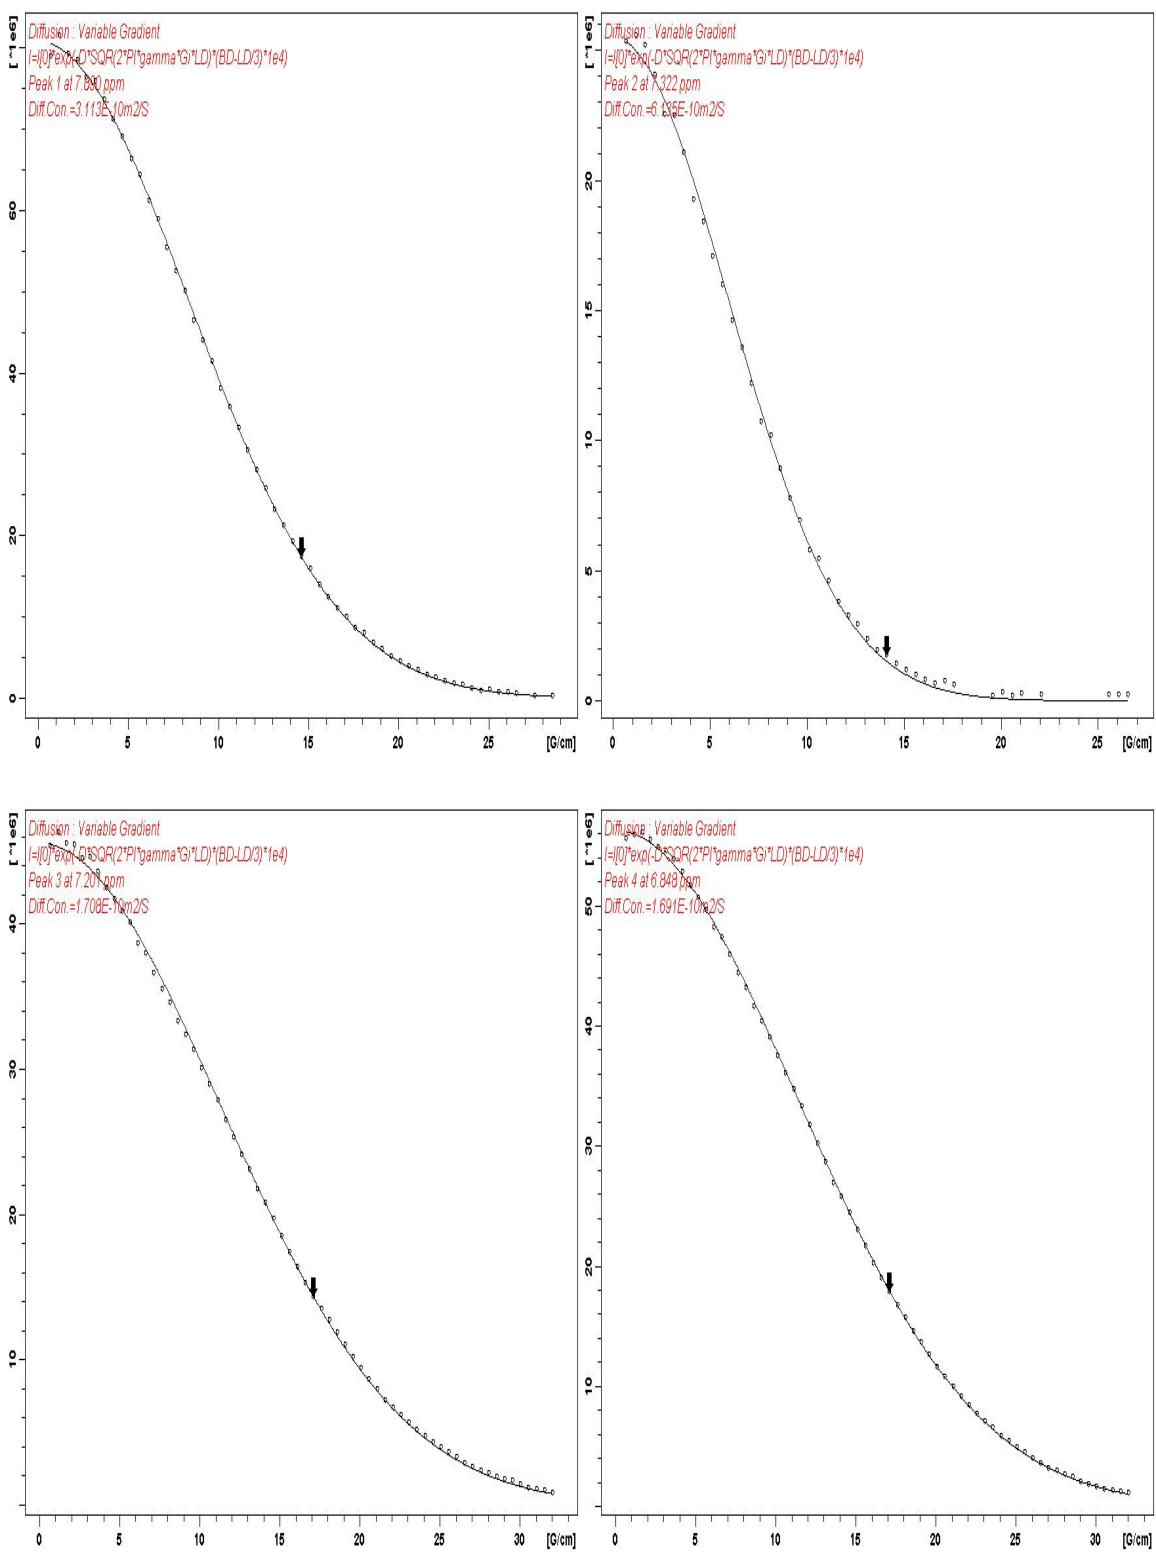 [ *1e6]
Diffusion : Variable Gradient
I=I[0]*exp(-D*SQR(2*PI*gamma*Gi*LD)*(BD-LD/3)*1e4)
Peak 1 at ppm
Diff.Con.=3.113E-10m2/S
60
40
20
0
0 5 10 15 20 25 [G/cm]
[ *1e6]
Diffusion : Variable Gradient
I=I[0]*exp(-D*SQR(2*PI*gamma*Gi*LD)*(BD-LD/3)*1e4)
Peak 2 at 7.322 ppm
20
15
10
5
0
0 5 10 15 20 25 [G/cm]
[ *1e6]
Diffusion : Variable Gradient
I=I[0]*exp(-D*SQR(2*PI*gamma*Gi*LD)*(BD-LD/3)*1e4)
Peak 3 at 7.201 ppm
Diff.Con.=1.708E-10m2/S
40
30
20
10
0 5 10 15 20 25 30 [G/cm]
[ *1e6]
Diffusion : Variable Gradient
I=I[0]*exp(-D*SQR(2*PI*gamma*Gi*LD)*(BD-LD/3)*1e4)
Peak 4 at 6.848 ppm
Diff.Con.=1.691E-10m2/S
50
40
30
20
10
0 5 10 15 20 25 30 [G/cm]